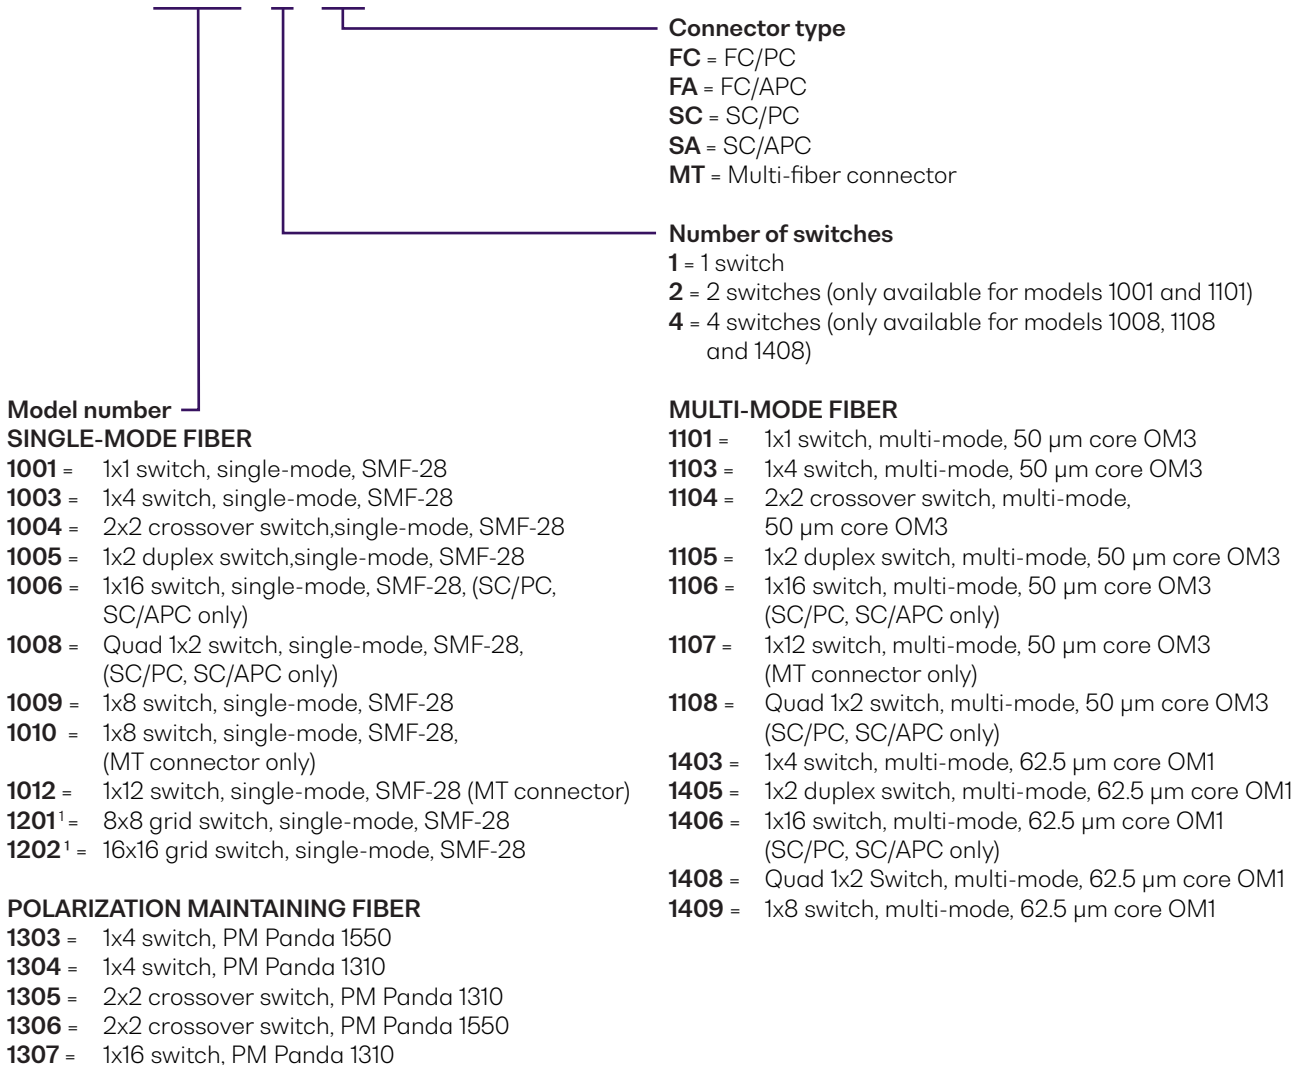 Connector type
FC = FC/PC
FA = FC/APC
SC = SC/PC
SA = SC/APC
MT = Multi-fiber connector
Number of switches
1 = 1 switch
2 = 2 switches (only available for models 1001 and 1101)
4 = 4 switches (only available for models 1008, 1108
and 1408)
Model number
SINGLE-MODE FIBER
1001 = 1x1 switch, single-mode, SMF-28
1003 = 1x4 switch, single-mode, SMF-28
1004 = 2x2 crossover switch,single-mode, SMF-28
1005 = 1x2 duplex switch,single-mode, SMF-28
1006 = 1x16 switch, single-mode, SMF-28, (SC/PC,
SC/APC only)
1008 = Quad 1x2 switch, single-mode, SMF-28,
(SC/PC, SC/APC only)
1009 = 1x8 switch, single-mode, SMF-28
1010 = 1x8 switch, single-mode, SMF-28,
(MT connector only)
1012 = 1x12 switch, single-mode, SMF-28 (MT connector)
1201¹ = 8x8 grid switch, single-mode, SMF-28
1202¹ = 16x16 grid switch, single-mode, SMF-28
POLARIZATION MAINTAINING FIBER
1303 = 1x4 switch, PM Panda 1550
1304 = 1x4 switch, PM Panda 1310
1305 = 2x2 crossover switch, PM Panda 1310
1306 = 2x2 crossover switch, PM Panda 1550
1307 = 1x16 switch, PM Panda 1310
MULTI-MODE FIBER
1101 = 1x1 switch, multi-mode, 50 µm core OM3
1103 = 1x4 switch, multi-mode, 50 µm core OM3
1104 = 2x2 crossover switch, multi-mode,
50 µm core OM3
1105 = 1x2 duplex switch, multi-mode, 50 µm core OM3
1106 = 1x16 switch, multi-mode, 50 µm core OM3
(SC/PC, SC/APC only)
1107 = 1x12 switch, multi-mode, 50 µm core OM3
(MT connector only)
1108 = Quad 1x2 switch, multi-mode, 50 µm core OM3
(SC/PC, SC/APC only)
1403 = 1x4 switch, multi-mode, 62.5 µm core OM1
1405 = 1x2 duplex switch, multi-mode, 62.5 µm core OM1
1406 = 1x16 switch, multi-mode, 62.5 µm core OM1
(SC/PC, SC/APC only)
1408 = Quad 1x2 Switch, multi-mode, 62.5 µm core OM1
1409 = 1x8 switch, multi-mode, 62.5 µm core OM1